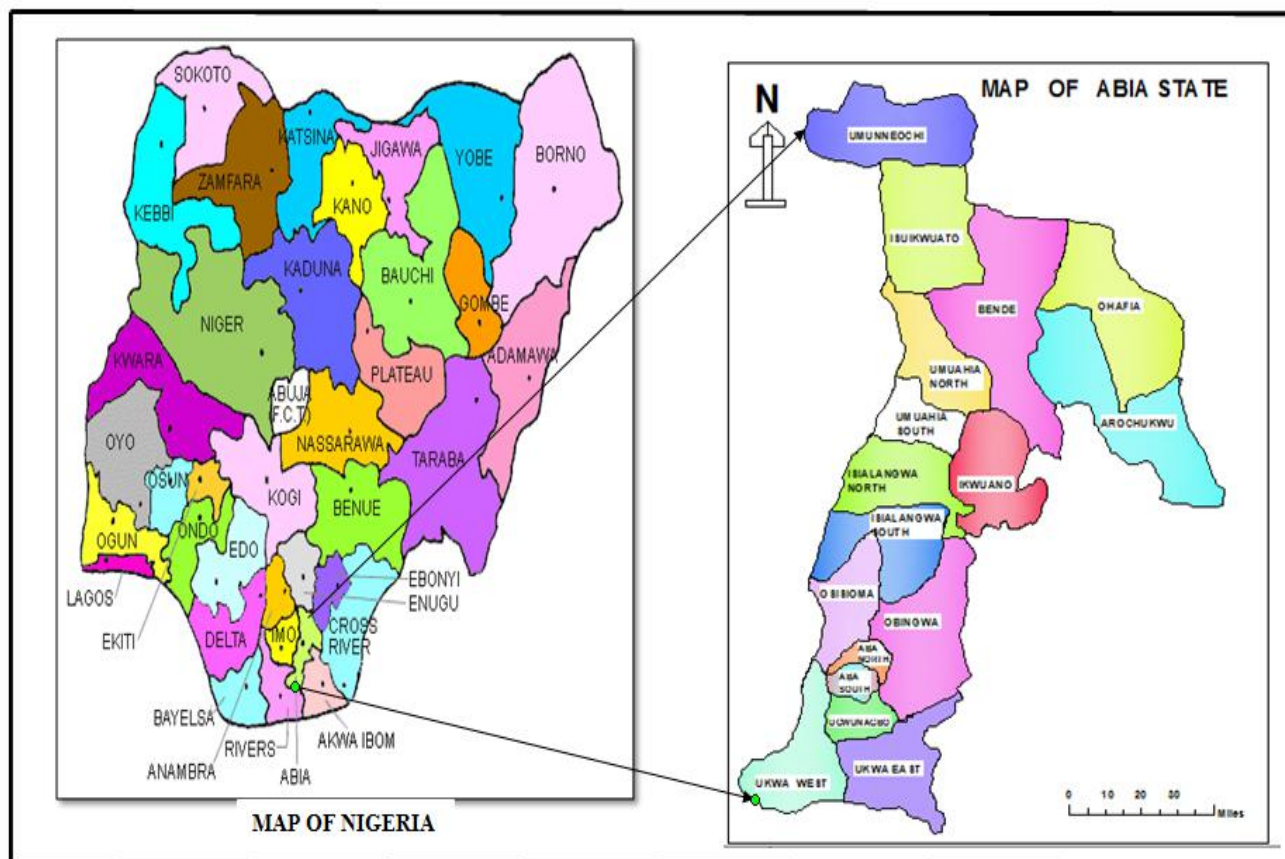 SOKOTO
KATSINA
JIGAWA
YOBE
BORNO
ZAMFARA
KEBBI
KANO
KADUNA
BAUCHI
GOMBE
NIGER
ADAMAWA
KWARA
PLATEAU
ABUJA
(F.C.T.)
NASSARAWA
OYO
TARABA
OSUN
KOGI
BENUE
ONDO
OGUN
EDO
EBONYI
ENUGU
LAGOS
EKITI
DELTA
IMO
CROSS
RIVER
BAYELSA
RIVERS
AKWA IBOM
ANAMBRA
ABIA
MAP OF NIGERIA
MAP OF ABIA STATE
N
UMUNNEOCHI
ISUIKWUATO
BENDE
OHAFIA
UMUAHIA
NORTH
UMUAHIA
SOUTH
AROCHUKWU
ISIALANGWA
NORTH
IKWUANO
ISIALANGWA
SOUTH
OSISIOMA
OBINGWA
ABA
NORTH
ABA
SOUTH
UGWUNAGBO
UKWA WEST
UKWA EAST
0 10 20 30
Miles